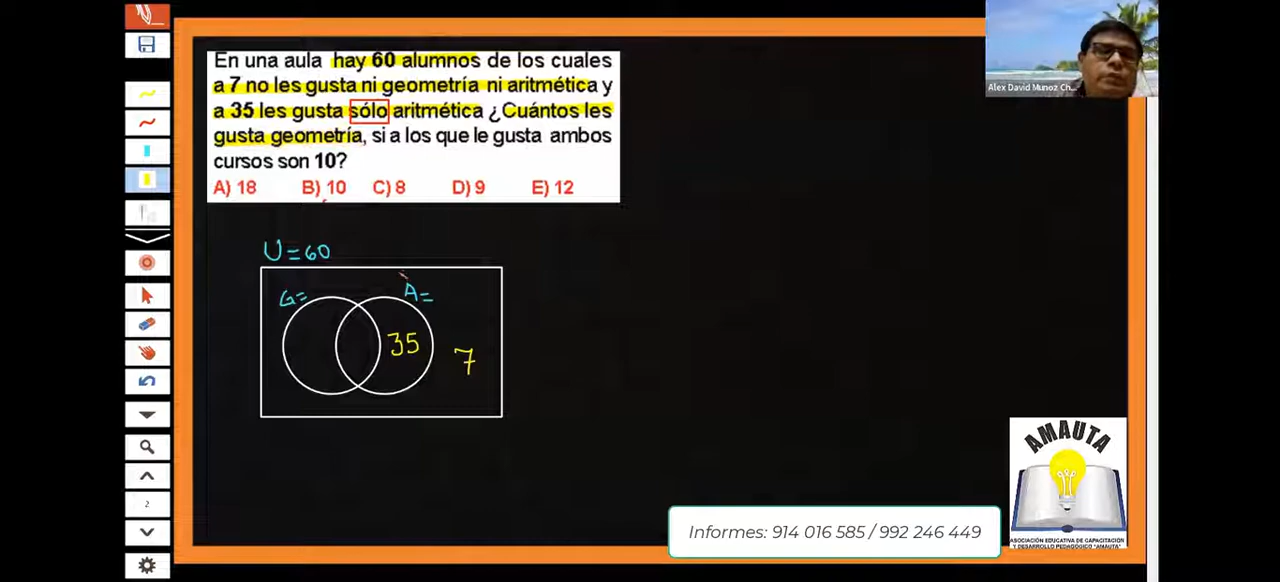 En una aula hay 60 alumnos de los cuales
a 7 no les gusta ni geometría ni aritmética y
a 35 les gusta sólo aritmética ¿Cuántos les
gusta geometría, si a los que le gusta ambos
cursos son 10?
A) 18 B) 10 C) 8 D) 9 E) 12
U=60
G= A=
35
7
Alex David Munoz Ch...
2
AMAUTA
ASOCIACIÓN EDUCATIVA DE CAPACITACIÓN
Y DESARROLLO PEDAGÓGICO "AMAUTA"
Informes: 914 016 585 / 992 246 449